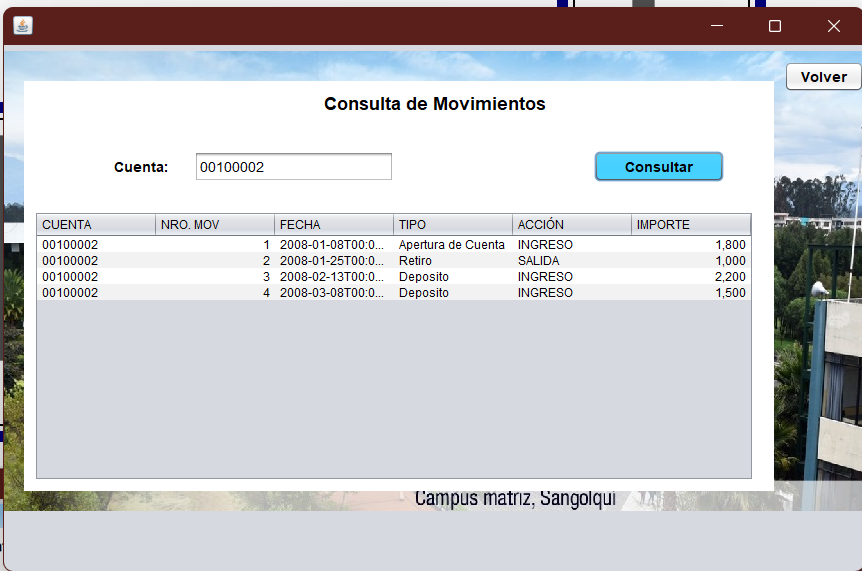 Volver
Consulta de Movimientos
Cuenta: 00100002 Consultar
CUENTA NRO. MOV FECHA TIPO ACCIÓN IMPORTE
00100002 1 2008-01-08T00:0... Apertura de Cuenta INGRESO 1,800
00100002 2 2008-01-25T00:0... Retiro SALIDA 1,000
00100002 3 2008-02-13T00:0... Deposito INGRESO 2,200
00100002 4 2008-03-08T00:0... Deposito INGRESO 1,500
Campus matriz, Sangolquí